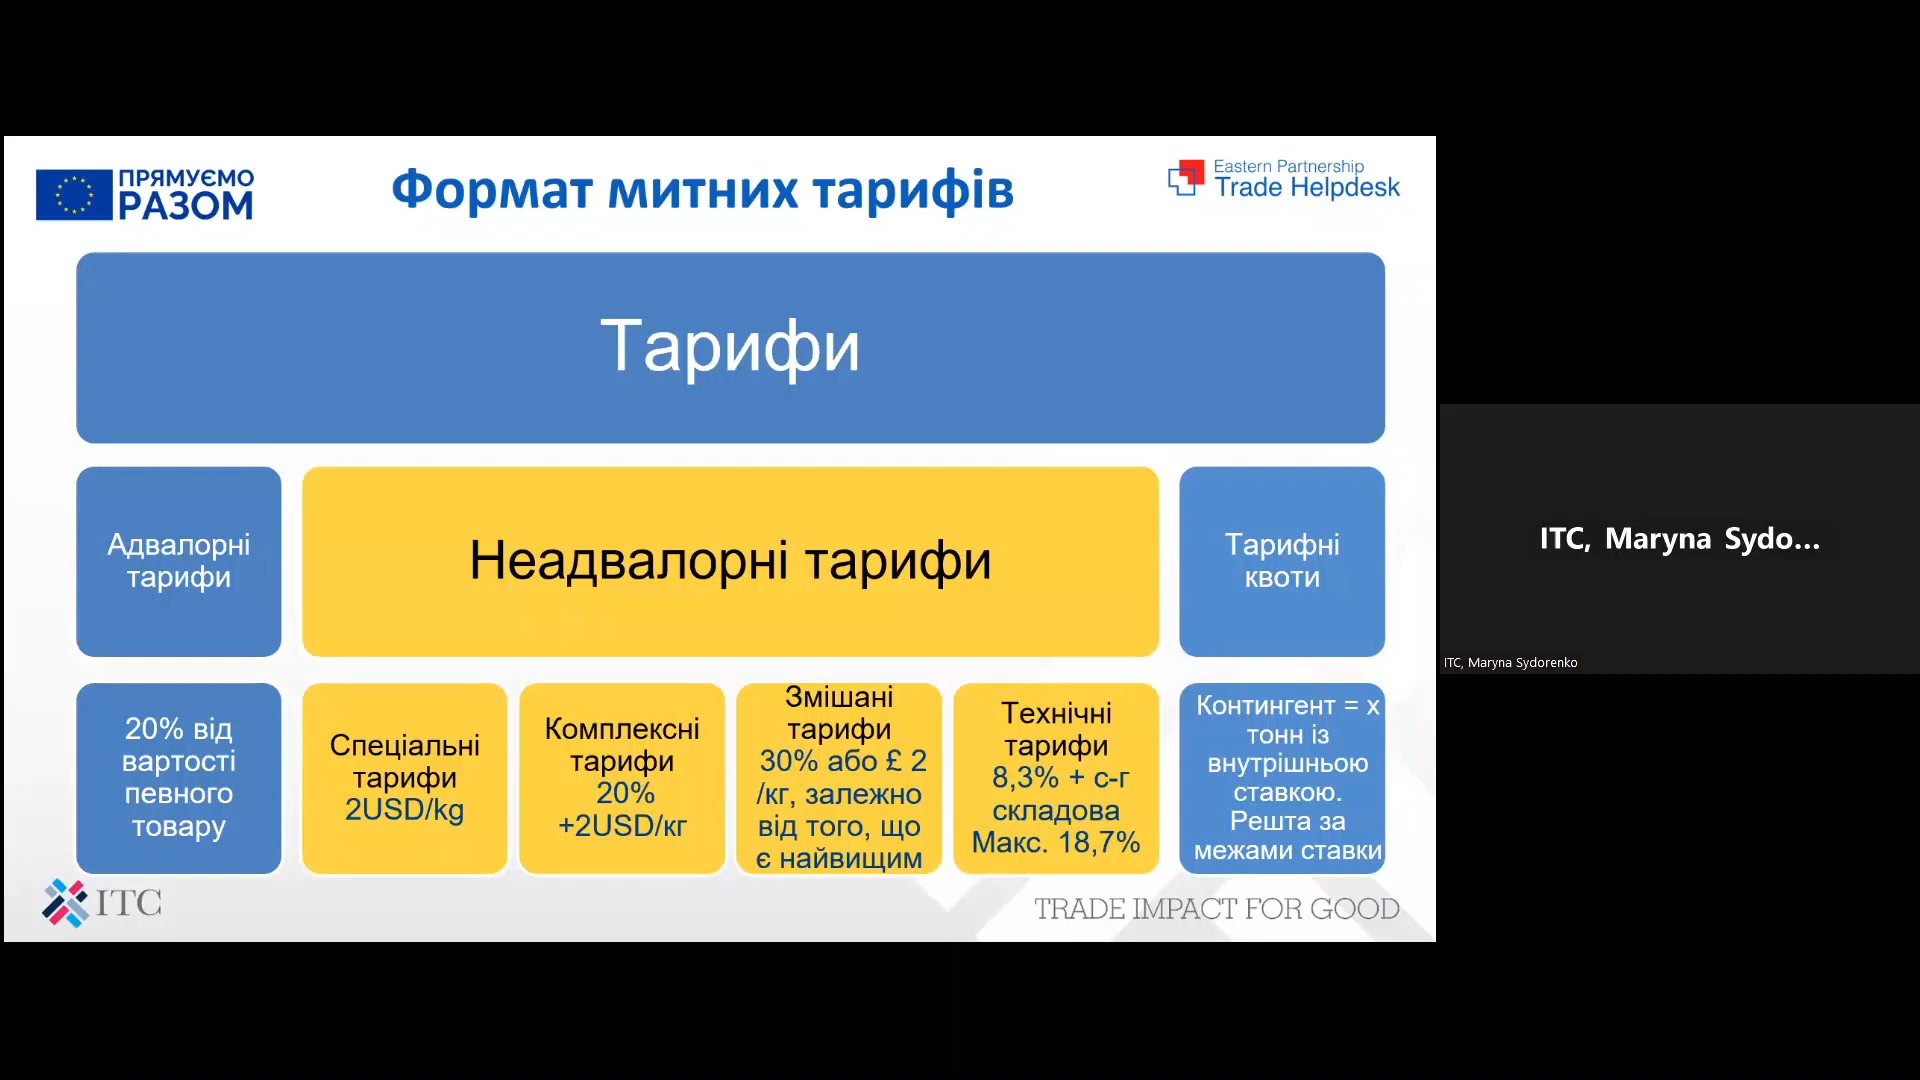 ПРЯМУЄМО
РАЗОМ
Формат митних тарифів
Eastern Partnership
Trade Helpdesk
Тарифи
Адвалорні
тарифи
Неадвалорні тарифи
Тарифні
квоти
20% від
вартості
певного
товару
Спеціальні
тарифи
2USD/kg
Комплексні
тарифи
20%
+2USD/кг
Змішані
тарифи
30% або £ 2
/кг, залежно
від того, що
є найвищим
Технічні
тарифи
8,3% + с-г
складова
Макс. 18,7%
Контингент = х
тонн із
внутрішньою
ставкою.
Решта за
межами ставки
ITC
TRADE IMPACT FOR GOOD
ITC, Maryna Sydo...
ITC, Maryna Sydorenko